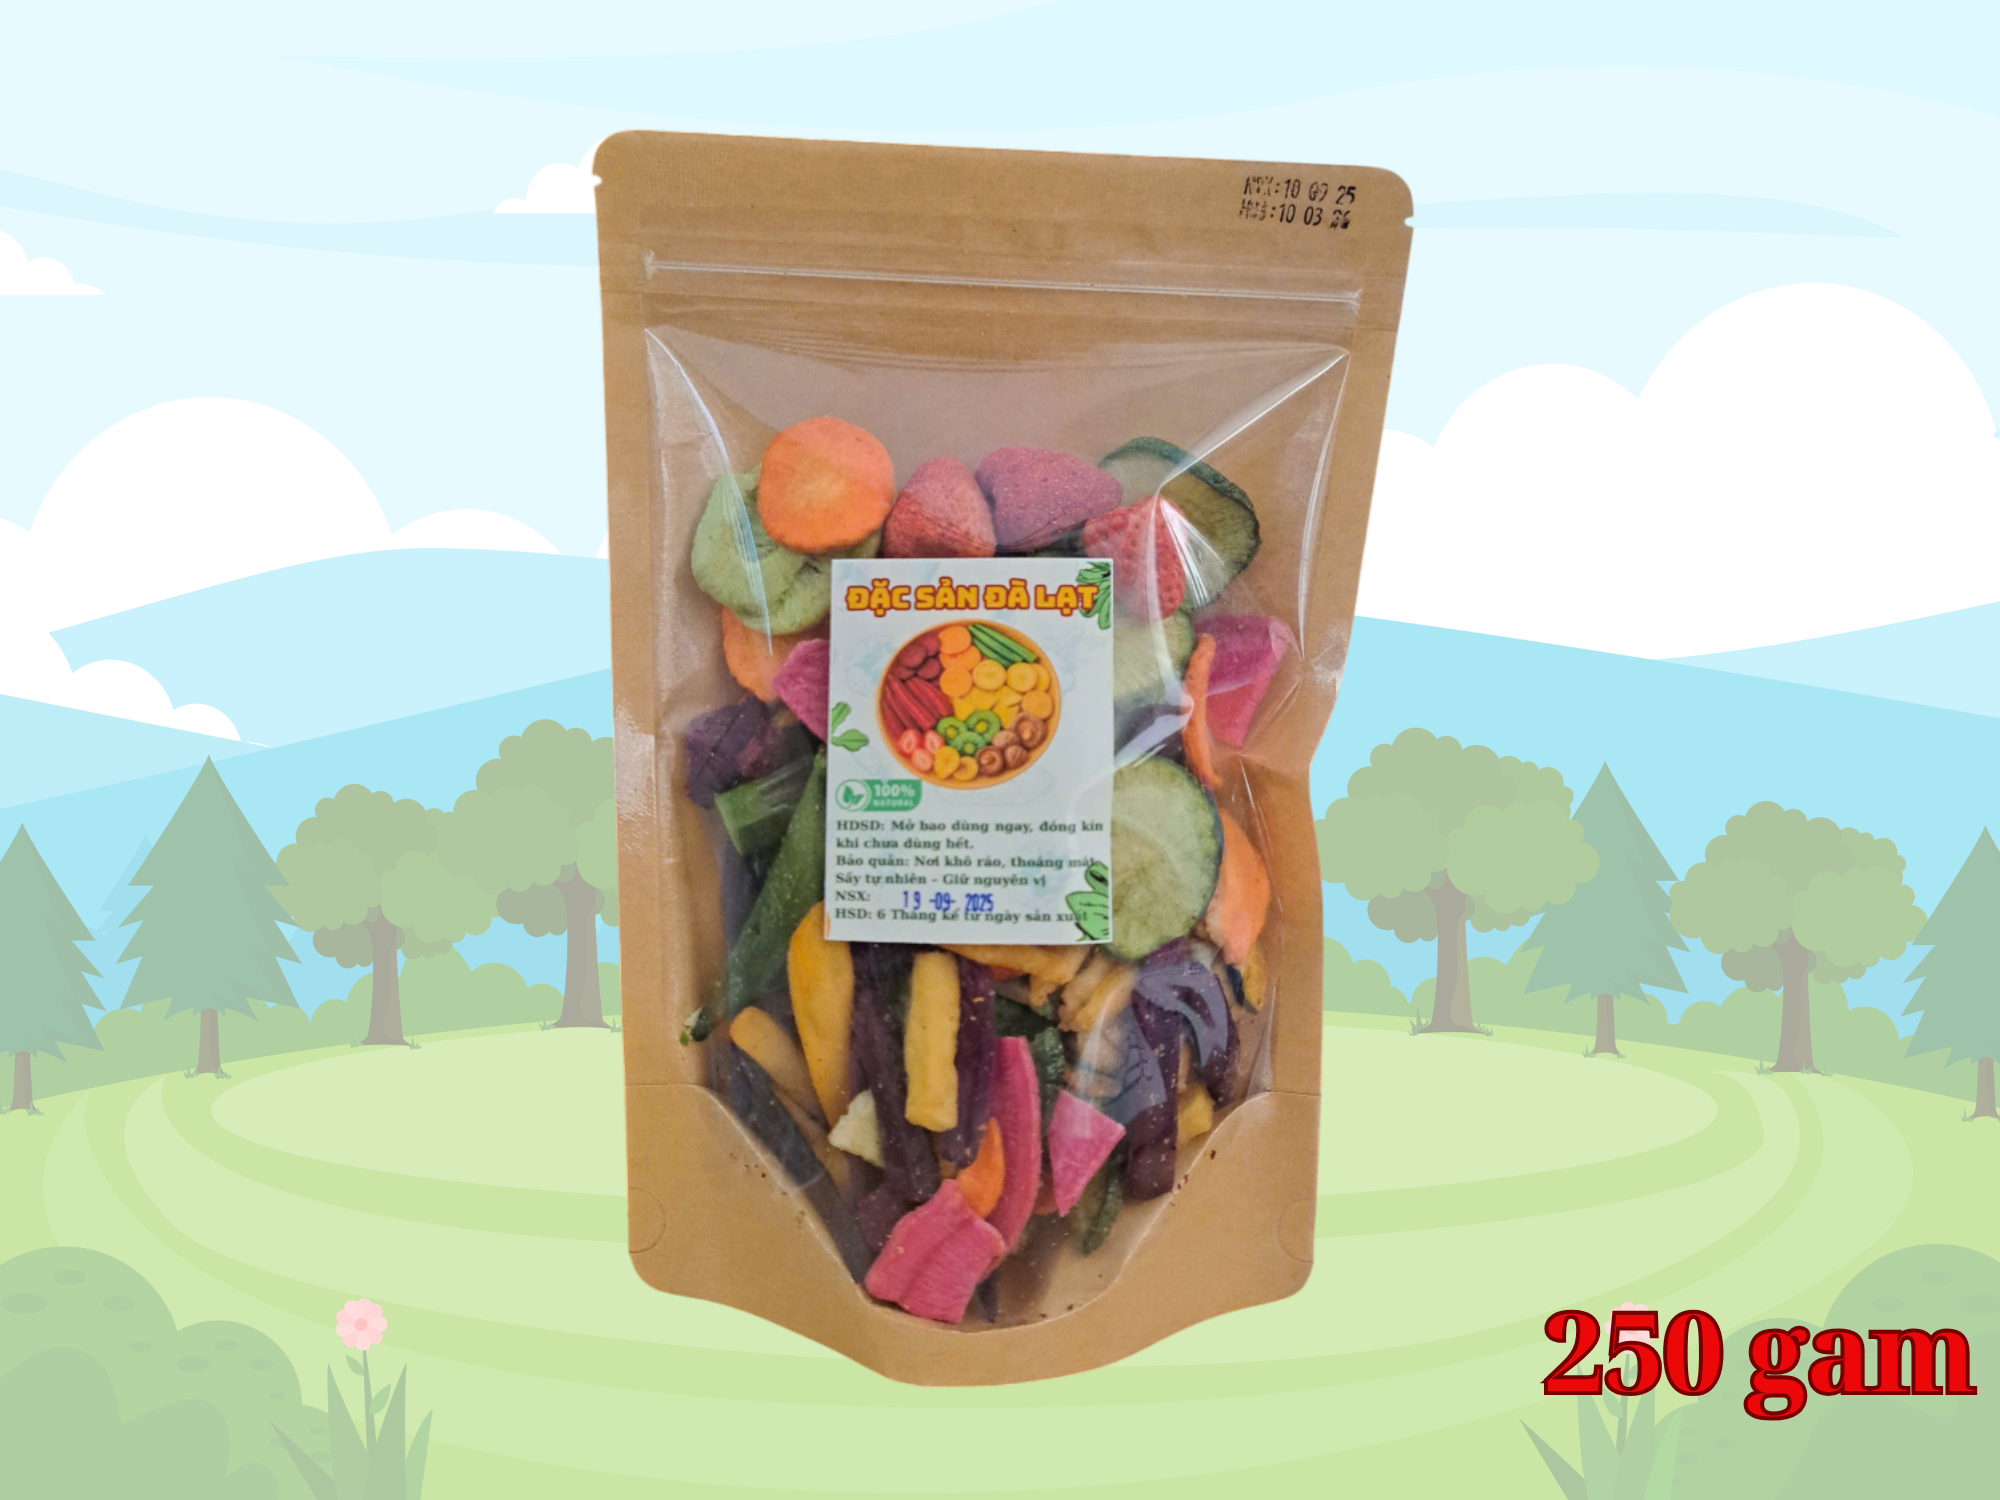 NSX:10 09 25
HSD:10 03 26
ĐẶC SẢN ĐÀ LẠT
100%
NATURAL
HDSD: Mở bao dùng ngay, đóng kín
khi chưa dùng hết.
Bảo quản: Nơi khô ráo, thoáng mát
Sấy tự nhiên - Giữ nguyên vị
NSX: 19 -09- 2025
HSD: 6 Tháng kể từ ngày sản xuất
250 gam